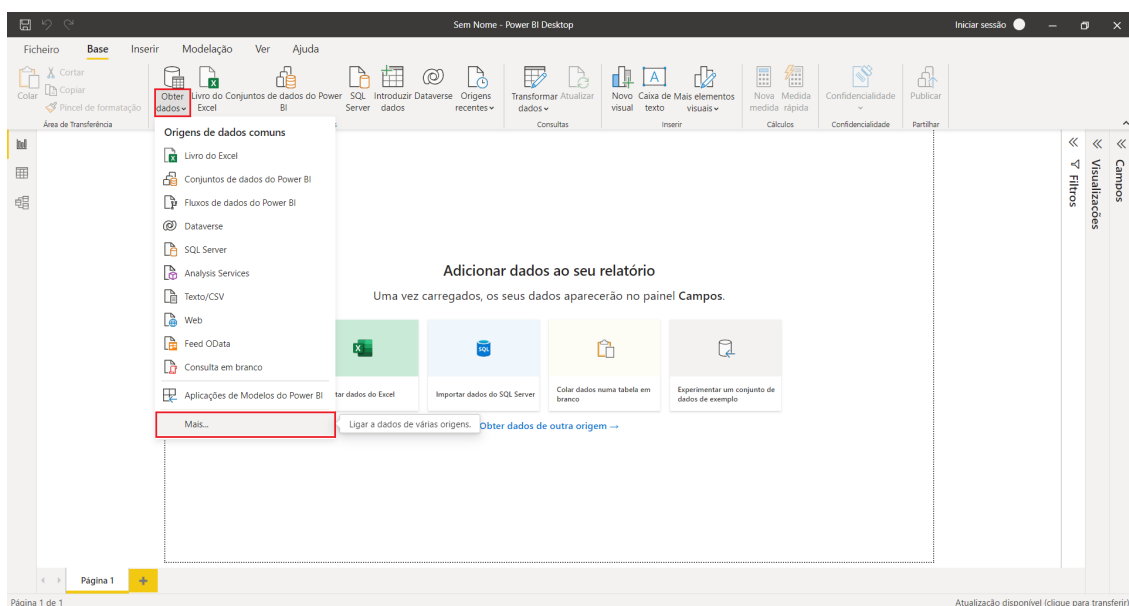 Sem Nome - Power BI Desktop
Iniciar sessão
Ficheiro Base Inserir Modelação Ver Ajuda
Colar
Cortar
Copiar
Pincel de formatação
Área de Transferência
Obter dados
Livro do Excel
Conjuntos de dados do Power BI
SQL Server
Introduzir dados
Dataverse
Origens recentes
Transformar dados
Atualizar
Consultas
Novo visual
Caixa de texto
Mais elementos visuais
Inserir
Nova medida
Medida rápida
Cálculos
Confidencialidade
Confidencialidade
Publicar
Partilhar
Origens de dados comuns
Livro do Excel
Conjuntos de dados do Power BI
Fluxos de dados do Power BI
Dataverse
SQL Server
Analysis Services
Texto/CSV
Web
Feed OData
Consulta em branco
Aplicações de Modelos do Power BI
Mais...
Ligar a dados de várias origens.
Adicionar dados ao seu relatório
Uma vez carregados, os seus dados aparecerão no painel Campos.
tar dados do Excel
SQL
Importar dados do SQL Server
Colar dados numa tabela em
branco
Experimentar um conjunto de
dados de exemplo
Obter dados de outra origem →
Filtros
Visualizações
Campos
Página 1
Página 1 de 1
Atualização disponível (clique para transferir)